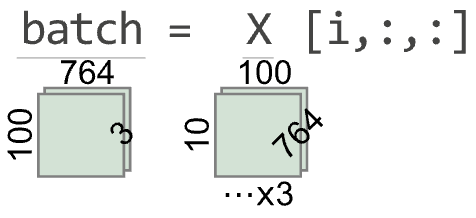 batch = X [i,:,:]
764 100
100 3 10 764
...x3